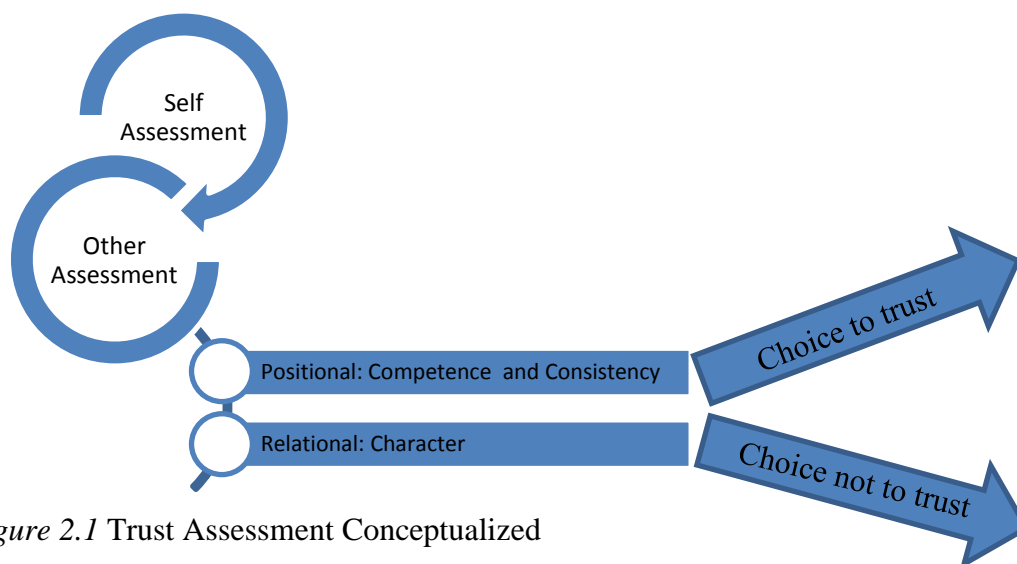 Self
Assessment
Other
Assessment
Positional: Competence and Consistency
Relational: Character
Choice to trust
Choice not to trust
gure 2.1 Trust Assessment Conceptualized